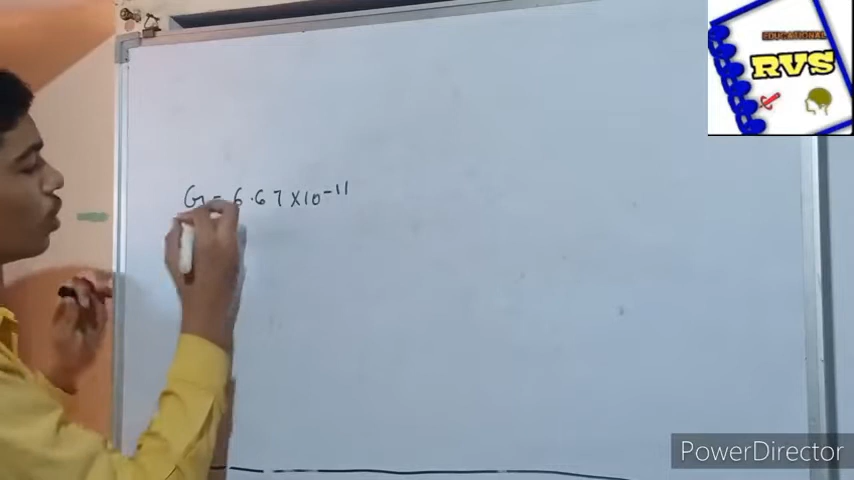 EDUCATIONAL
RVS
G = 6.67 X 10⁻¹¹
PowerDirector